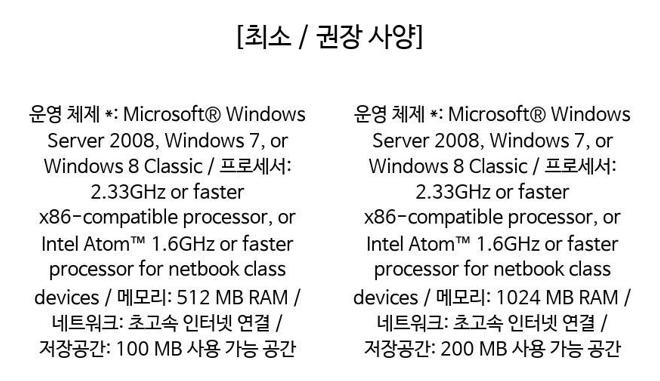 [최소 / 권장 사양]
운영 체제 *: Microsoft® Windows
Server 2008, Windows 7, or
Windows 8 Classic / 프로세서:
2.33GHz or faster
x86-compatible processor, or
Intel Atom™ 1.6GHz or faster
processor for netbook class
devices / 메모리: 512 MB RAM /
네트워크: 초고속 인터넷 연결 /
저장공간: 100 MB 사용 가능 공간
운영 체제 *: Microsoft® Windows
Server 2008, Windows 7, or
Windows 8 Classic / 프로세서:
2.33GHz or faster
x86-compatible processor, or
Intel Atom™ 1.6GHz or faster
processor for netbook class
devices / 메모리: 1024 MB RAM /
네트워크: 초고속 인터넷 연결 /
저장공간: 200 MB 사용 가능 공간